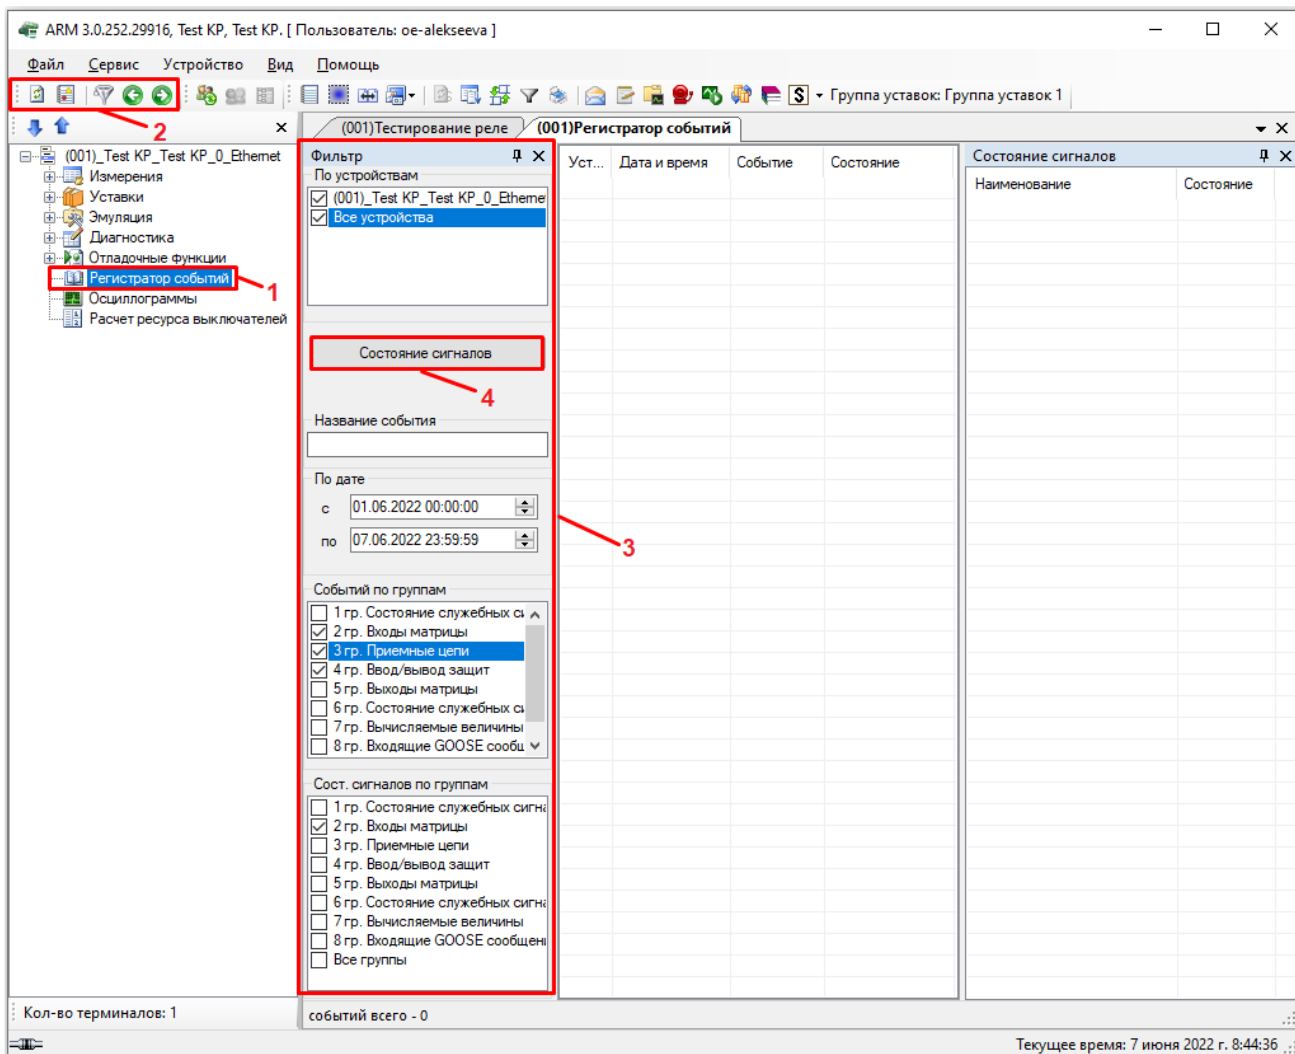 ARM 3.0.252.29916, Test KP, Test KP. [ Пользователь: oe-alekseeva ]
Файл Сервис Устройство Вид Помощь
Группа уставок: Группа уставок 1
2
(001)Тестирование реле
(001)Регистратор событий
(001)_Test KP_Test KP_0_Ethernet
Измерения
Уставки
Эмуляция
Диагностика
Отладочные функции
Регистратор событий
1
Осциллограммы
Расчет ресурса выключателей
Фильтр
По устройствам
(001)_Test KP_Test KP_0_Etherne
Все устройства
Состояние сигналов
4
Название события
По дате
с 01.06.2022 00:00:00
по 07.06.2022 23:59:59
3
Событий по группам
1 гр. Состояние служебных си
2 гр. Входы матрицы
3 гр. Приемные цепи
4 гр. Ввод/вывод защит
5 гр. Выходы матрицы
6 гр. Состояние служебных си
7 гр. Вычисляемые величины
8 гр. Входящие GOOSE сообщ
Сост. сигналов по группам
1 гр. Состояние служебных сигна
2 гр. Входы матрицы
3 гр. Приемные цепи
4 гр. Ввод/вывод защит
5 гр. Выходы матрицы
6 гр. Состояние служебных сигна
7 гр. Вычисляемые величины
8 гр. Входящие GOOSE сообщени
Все группы
Уст... Дата и время Событие Состояние
Состояние сигналов
Наименование Состояние
Кол-во терминалов: 1
событий всего - 0
Текущее время: 7 июня 2022 г. 8:44:36